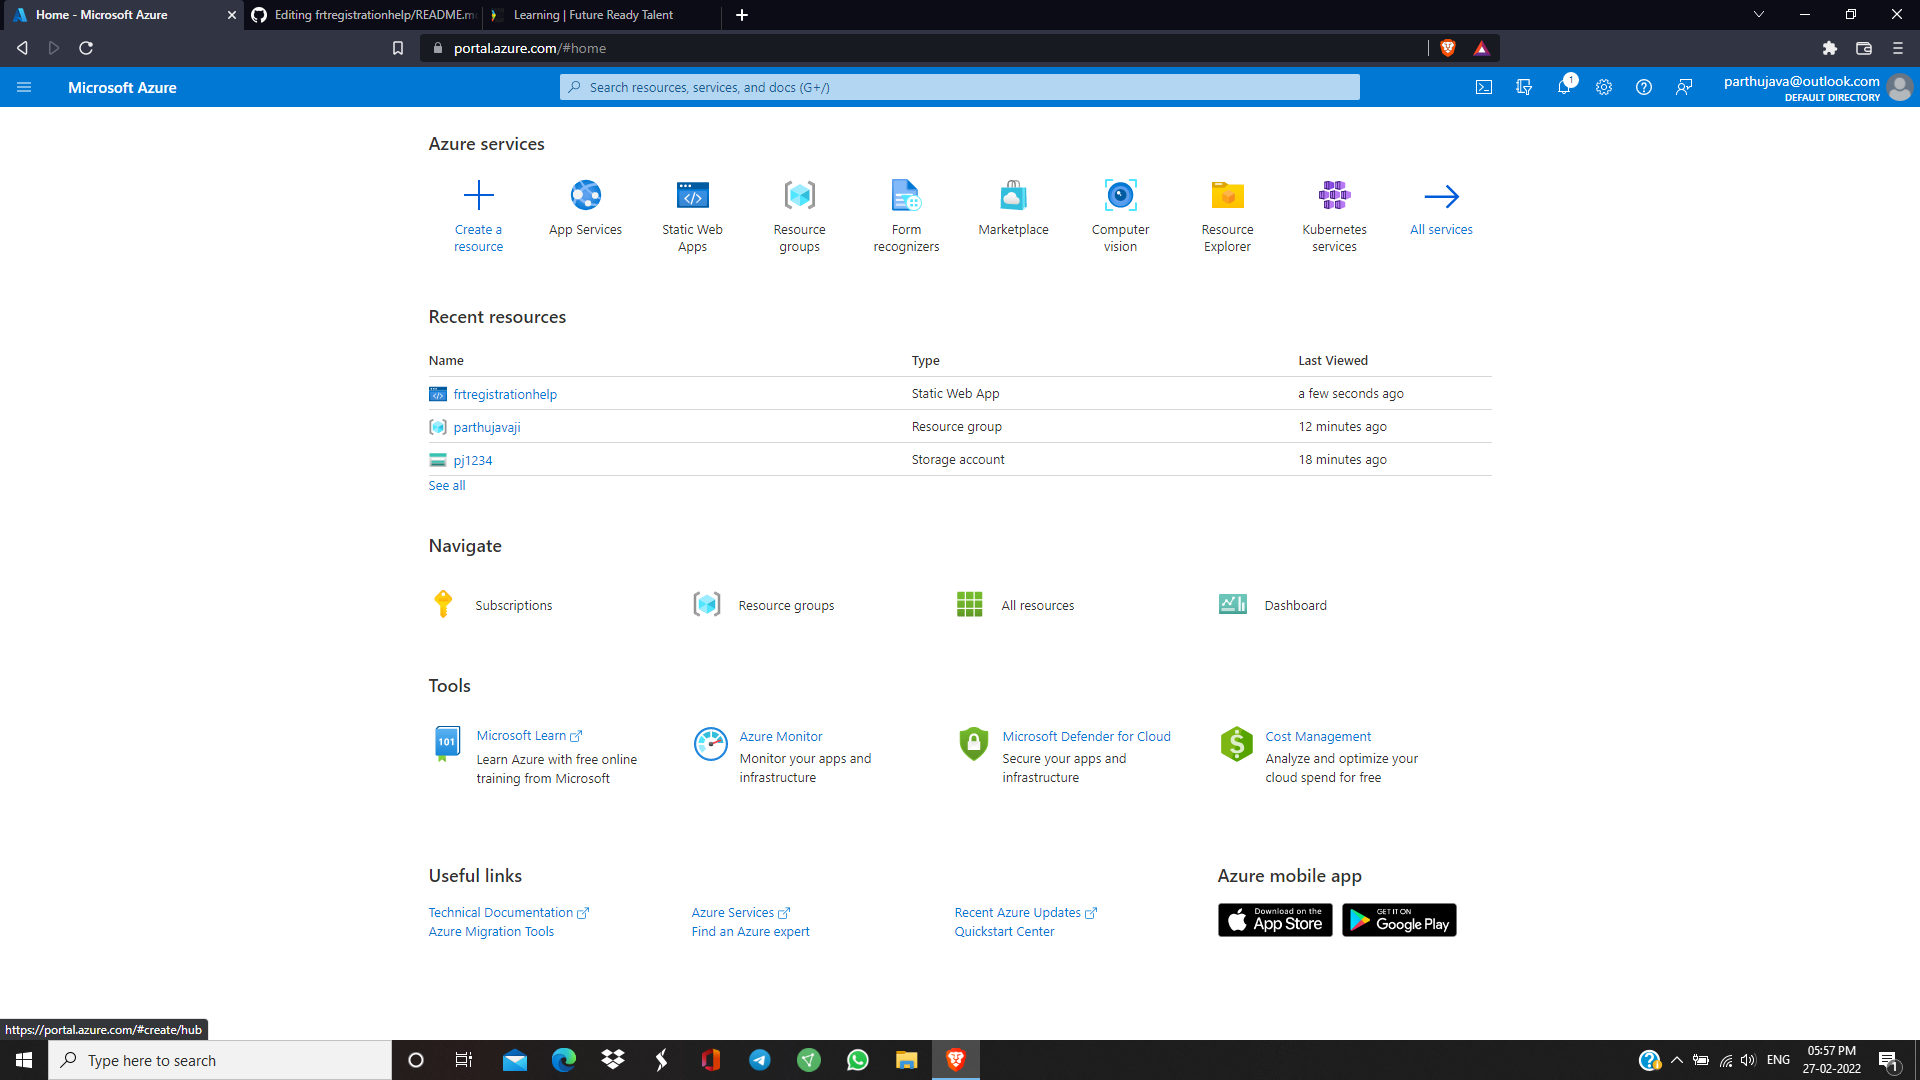 Home - Microsoft Azure
Editing frtregistrationhelp/README.m
Learning | Future Ready Talent
portal.azure.com/#home
Microsoft Azure
Search resources, services, and docs (G+/)
1
parthujava@outlook.com
DEFAULT DIRECTORY
Azure services
Create a resource
App Services
Static Web Apps
Resource groups
Form recognizers
Marketplace
Computer vision
Resource Explorer
Kubernetes services
All services
Recent resources
Name Type Last Viewed
frtregistrationhelp Static Web App a few seconds ago
parthujavaji Resource group 12 minutes ago
pj1234 Storage account 18 minutes ago
See all
Navigate
Subscriptions
Resource groups
All resources
Dashboard
Tools
101
Microsoft Learn
Learn Azure with free online
training from Microsoft
Azure Monitor
Monitor your apps and
infrastructure
Microsoft Defender for Cloud
Secure your apps and
infrastructure
$
Cost Management
Analyze and optimize your
cloud spend for free
Useful links
Technical Documentation
Azure Migration Tools
Azure Services
Find an Azure expert
Recent Azure Updates
Quickstart Center
Azure mobile app
Download on the
App Store
GET IT ON
Google Play
https://portal.azure.com/#create/hub
Type here to search
ENG
05:57 PM
27-02-2022
1